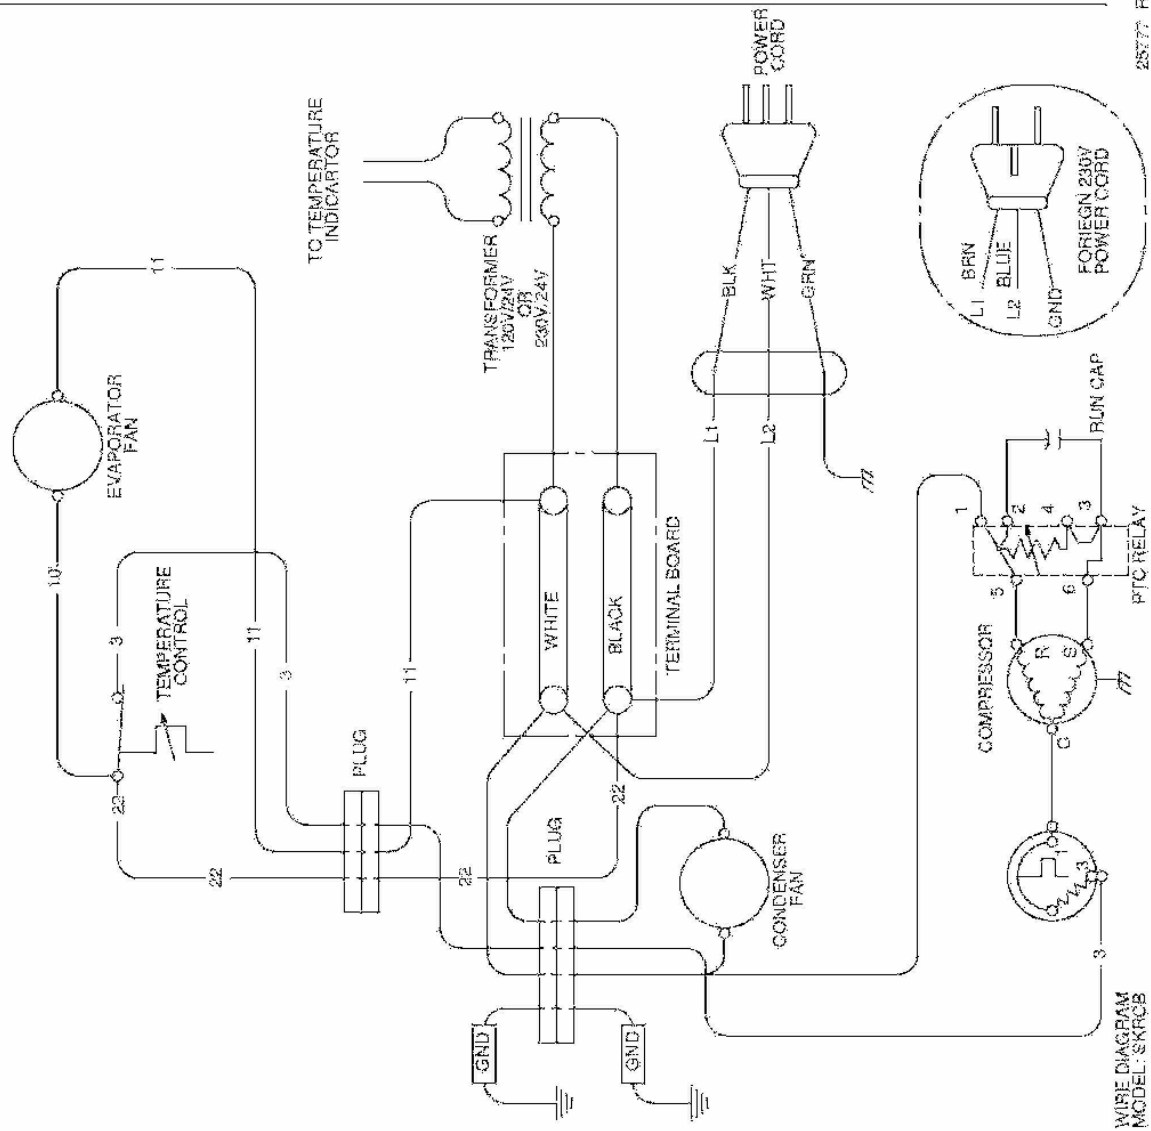 WIRE DIAGRAM
MODEL: SKRCB
EVAPORATOR
FAN
10
11
TEMPERATURE
CONTROL
22
3
22
11
3
11
PLUG
22
PLUG
22
GND
GND
TO TEMPERATURE
INDICARTOR
TRANSFORMER
120V/24V
OR
230V/24V
WHITE
BLACK
TERMINAL BOARD
CONDENSER
FAN
POWER
CORD
BLK
WHT
GRN
L1
L2
FORIEGN 230V
POWER CORD
L1
BRN
BLUE
L2
GND
COMPRESSOR
R
S
C
5
6
1
2
4
3
PTC RELAY
RUN CAP
1
3
3